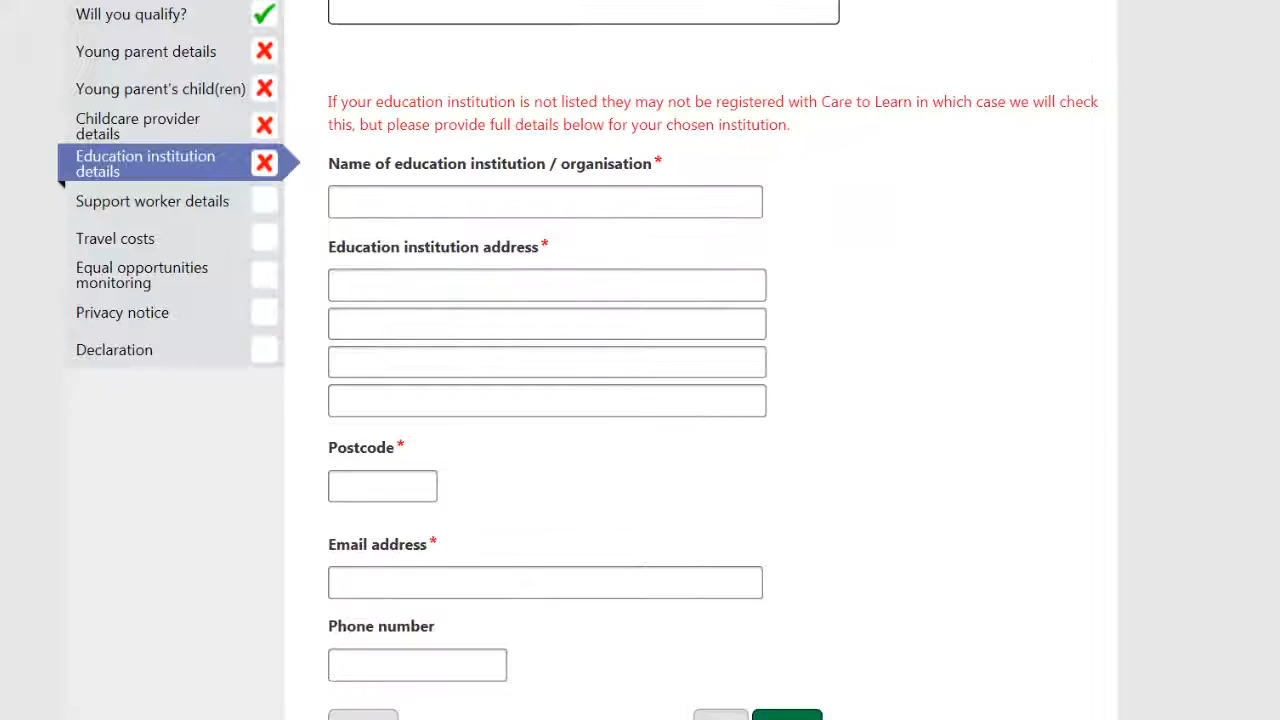 Will you qualify?
Young parent details
Young parent's child(ren)
Childcare provider
details
Education institution
details
Support worker details
Travel costs
Equal opportunities
monitoring
Privacy notice
Declaration
If your education institution is not listed they may not be registered with Care to Learn in which case we will check
this, but please provide full details below for your chosen institution.
Name of education institution / organisation*
Education institution address*
Postcode*
Email address*
Phone number